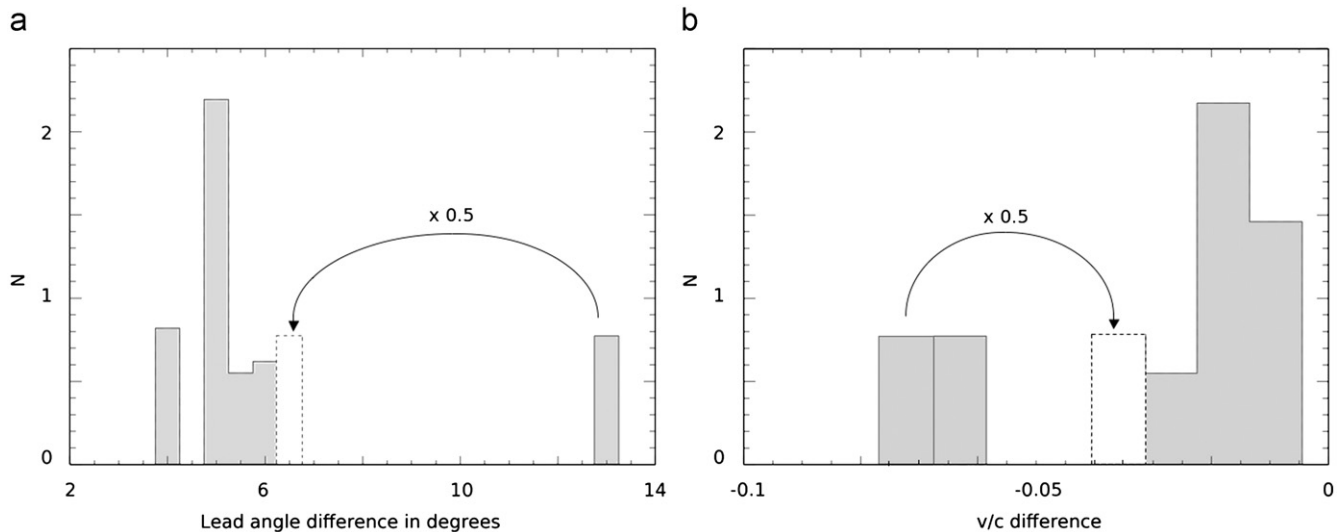 a
2
1
0
N
x 0.5
2 6 10 14
Lead angle difference in degrees
b
2
1
0
N
x 0.5
-0.1 -0.05 0
v/c difference